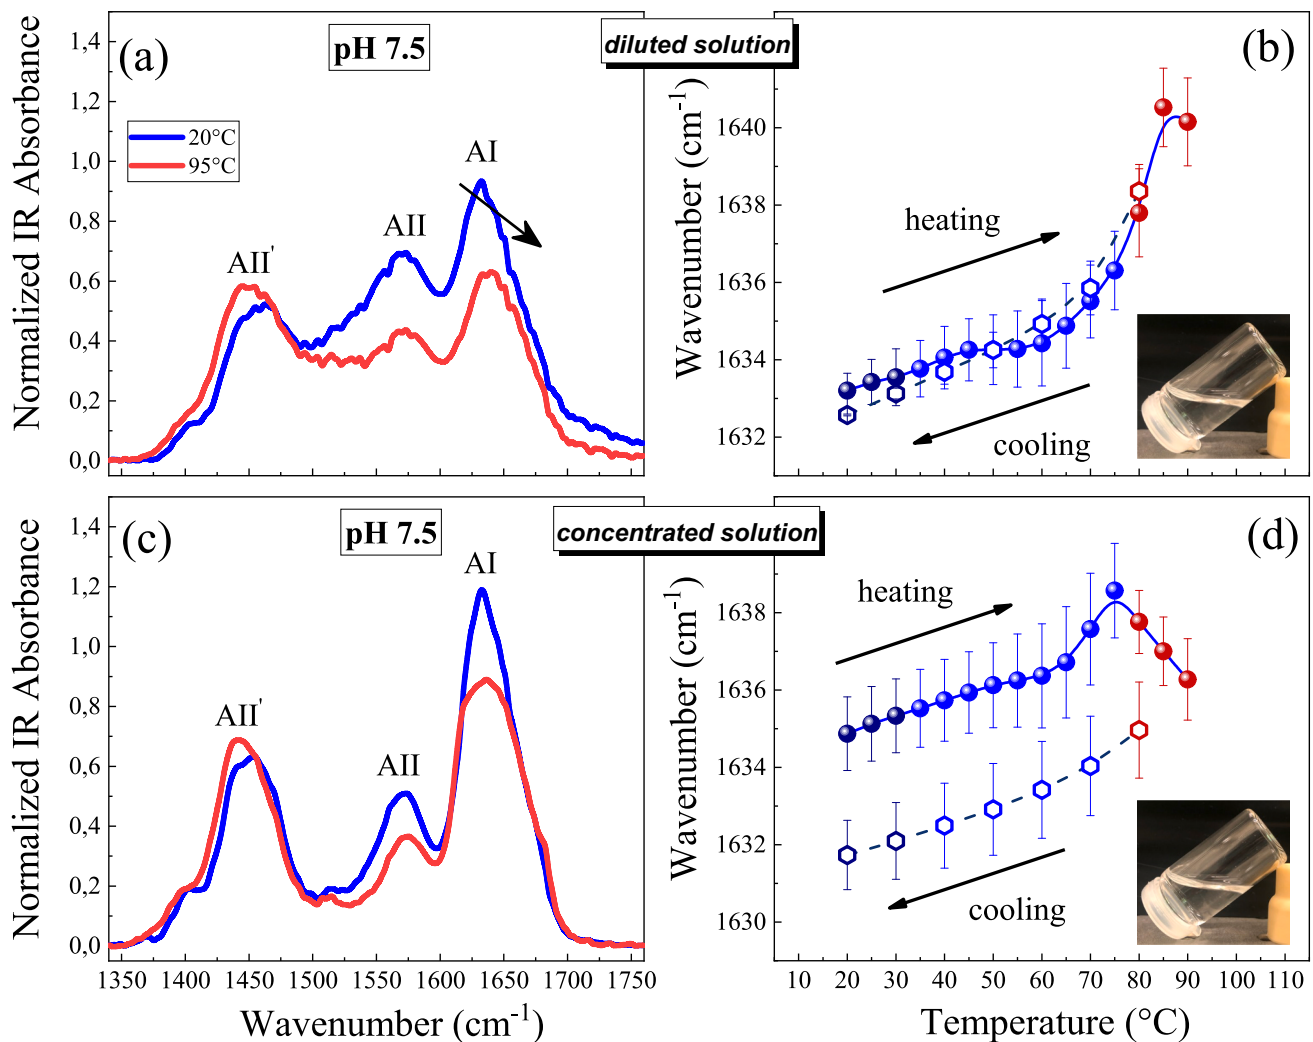 diluted solution
(a)
pH 7.5
20°C
95°C
AII'
AII
AI
1,4
1,2
1,0
0,8
0,6
0,4
0,2
0,0
Normalized IR Absorbance
(b)
heating
cooling
1640
1638
1636
1634
1632
Wavenumber (cm-1)
concentrated solution
(c)
pH 7.5
AII'
AII
AI
1,4
1,2
1,0
0,8
0,6
0,4
0,2
0,0
Normalized IR Absorbance
1350 1400 1450 1500 1550 1600 1650 1700 1750
Wavenumber (cm-1)
(d)
heating
cooling
1638
1636
1634
1632
1630
Wavenumber (cm-1)
10 20 30 40 50 60 70 80 90 100 110
Temperature (°C)